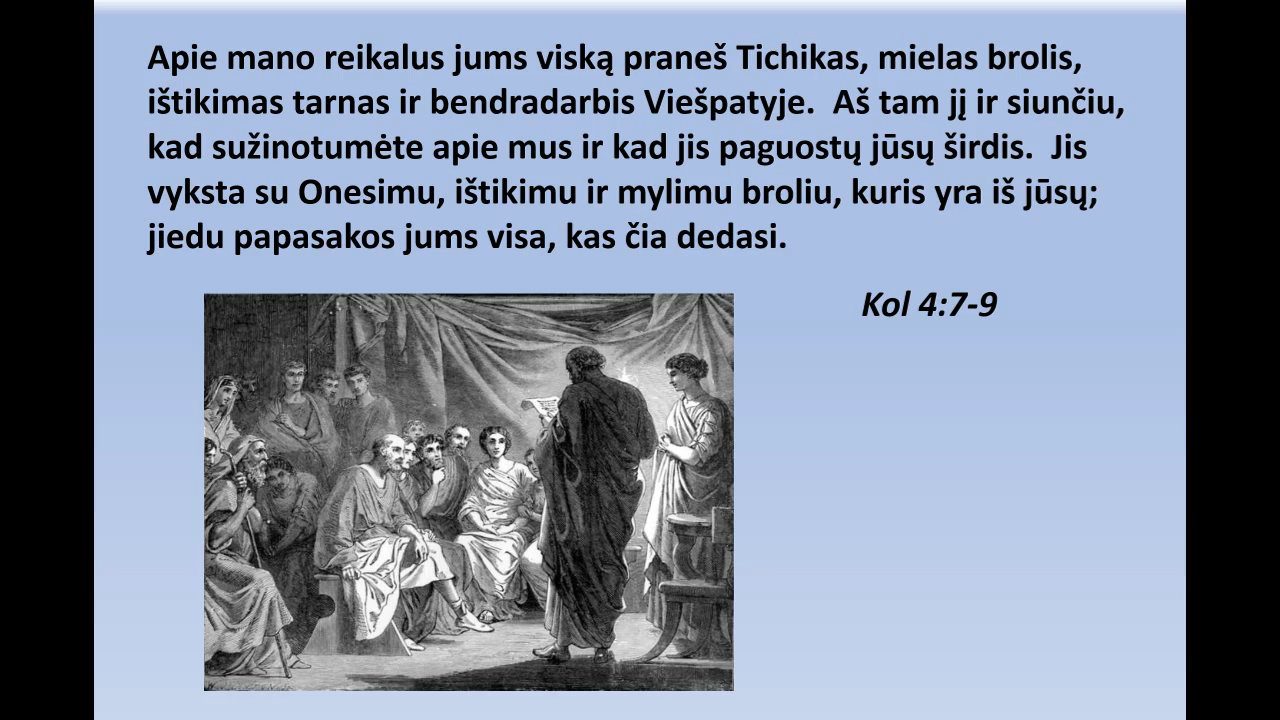 Apie mano reikalus jums viską praneš Tichikas, mielas brolis,
ištikimas tarnas ir bendradarbis Viešpatyje.  Aš tam jį ir siunčiu,
kad sužinotumėte apie mus ir kad jis paguostų jūsų širdis.  Jis
vyksta su Onesimu, ištikimu ir mylimu broliu, kuris yra iš jūsų;
jiedu papasakos jums visa, kas čia dedasi.
Kol 4:7-9